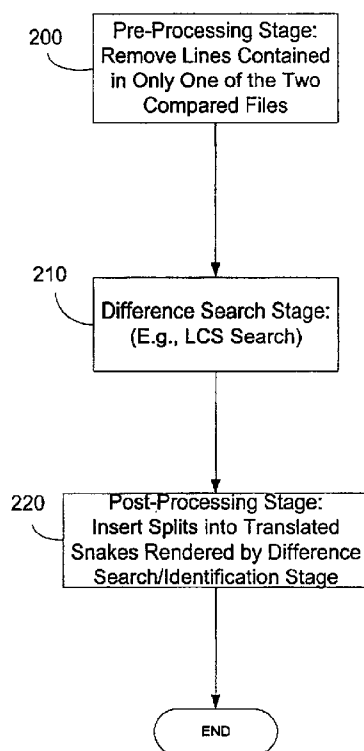 200
Pre-Processing Stage:
Remove Lines Contained
in Only One of the Two
Compared Files
210
Difference Search Stage:
(E.g., LCS Search)
220
Post-Processing Stage:
Insert Splits into Translated
Snakes Rendered by Difference
Search/Identification Stage
END